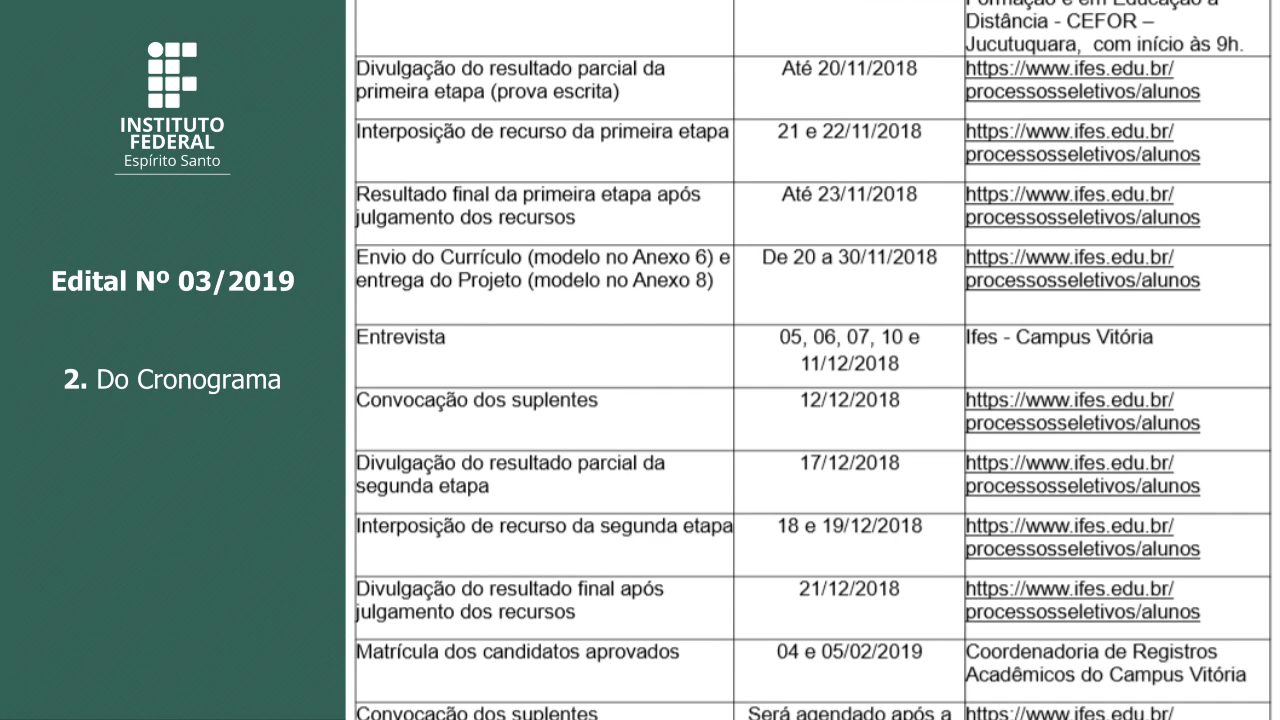 INSTITUTO
FEDERAL
Espírito Santo
Edital Nº 03/2019
2. Do Cronograma
Formação e em Educação a
Distância - CEFOR –
Jucutuquara, com início às 9h.
Divulgação do resultado parcial da
primeira etapa (prova escrita)
Até 20/11/2018
https://www.ifes.edu.br/
processosseletivos/alunos
Interposição de recurso da primeira etapa
21 e 22/11/2018
https://www.ifes.edu.br/
processosseletivos/alunos
Resultado final da primeira etapa após
julgamento dos recursos
Até 23/11/2018
https://www.ifes.edu.br/
processosseletivos/alunos
Envio do Currículo (modelo no Anexo 6) e
entrega do Projeto (modelo no Anexo 8)
De 20 a 30/11/2018
https://www.ifes.edu.br/
processosseletivos/alunos
Entrevista
05, 06, 07, 10 e
11/12/2018
Ifes - Campus Vitória
Convocação dos suplentes
12/12/2018
https://www.ifes.edu.br/
processosseletivos/alunos
Divulgação do resultado parcial da
segunda etapa
17/12/2018
https://www.ifes.edu.br/
processosseletivos/alunos
Interposição de recurso da segunda etapa
18 e 19/12/2018
https://www.ifes.edu.br/
processosseletivos/alunos
Divulgação do resultado final após
julgamento dos recursos
21/12/2018
https://www.ifes.edu.br/
processosseletivos/alunos
Matrícula dos candidatos aprovados
04 e 05/02/2019
Coordenadoria de Registros
Acadêmicos do Campus Vitória
Convocação dos suplentes
Será agendado após a
https://www.ifes.edu.br/